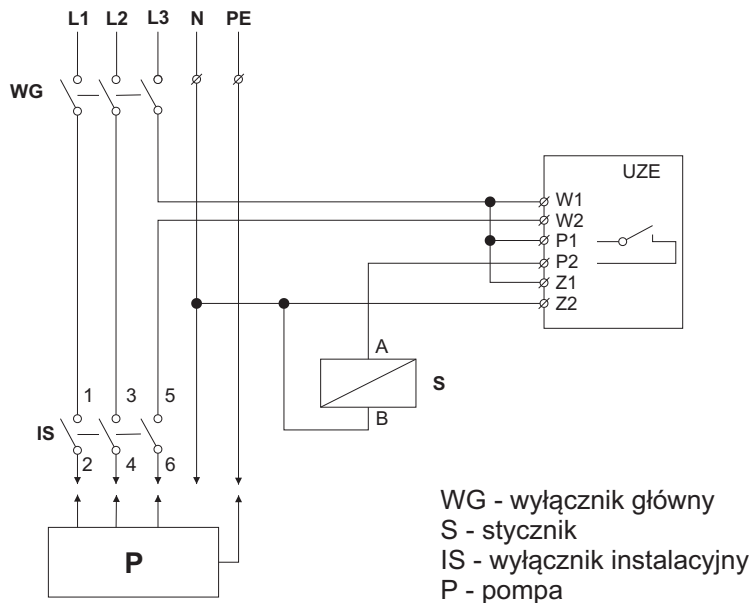 L1 L2 L3 N PE
WG
UZE
W1
W2
P1
P2
Z1
Z2
A
S
B
1 3 5
IS
2 4 6
P
WG - wyłącznik główny
S - stycznik
IS - wyłącznik instalacyjny
P - pompa